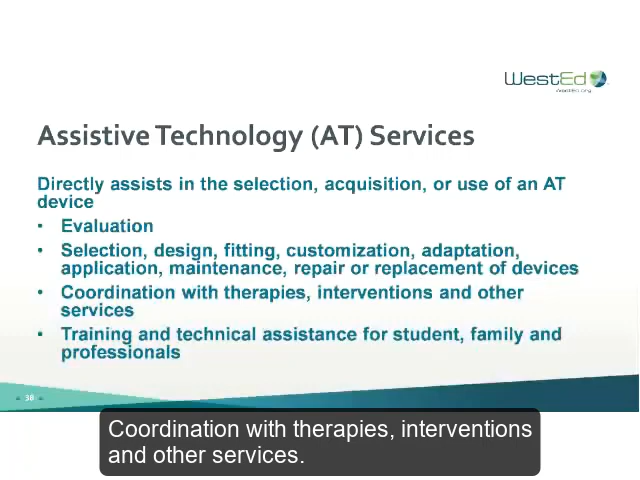 WestEd
WestEd.org
Assistive Technology (AT) Services
Directly assists in the selection, acquisition, or use of an AT
device
• Evaluation
• Selection, design, fitting, customization, adaptation,
application, maintenance, repair or replacement of devices
• Coordination with therapies, interventions and other
services
• Training and technical assistance for student, family and
professionals
38
Coordination with therapies, interventions
and other services.